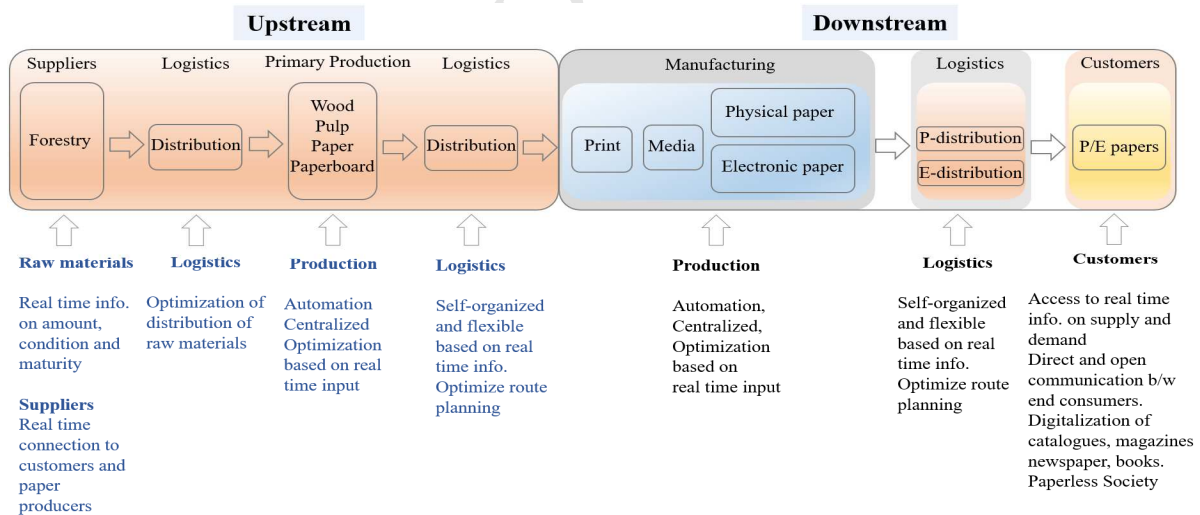 Upstream
Downstream
Suppliers
Logistics
Primary Production
Logistics
Manufacturing
Logistics
Customers
Forestry
Distribution
Wood
Pulp
Paper
Paperboard
Distribution
Print
Media
Physical paper
Electronic paper
P-distribution
E-distribution
P/E papers
Raw materials
Real time info.
on amount,
condition and
maturity
Suppliers
Real time
connection to
customers and
paper
producers
Logistics
Optimization of
distribution of
raw materials
Production
Automation
Centralized
Optimization
based on real
time input
Logistics
Self-organized
and flexible
based on real
time info.
Optimize route
planning
Production
Automation,
Centralized,
Optimization
based on
real time input
Logistics
Self-organized
and flexible
based on real
time info.
Optimize route
planning
Customers
Access to real time
info. on supply and
demand
Direct and open
communication b/w
end consumers.
Digitalization of
catalogues, magazines
newspaper, books.
Paperless Society